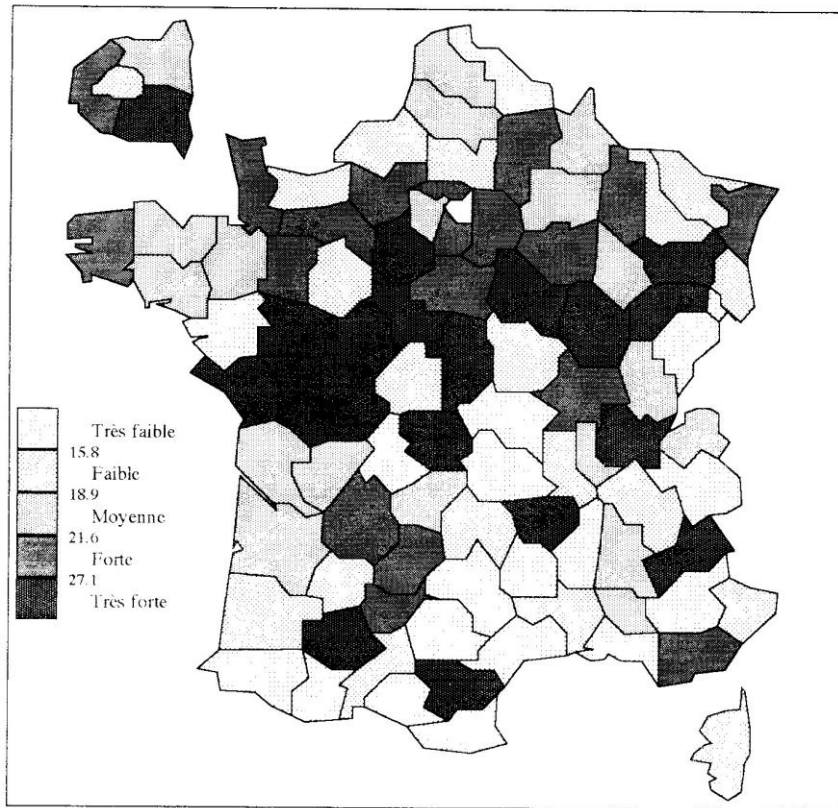 Très faible
15.8
Faible
18.9
Moyenne
21.6
Forte
27.1
Très forte